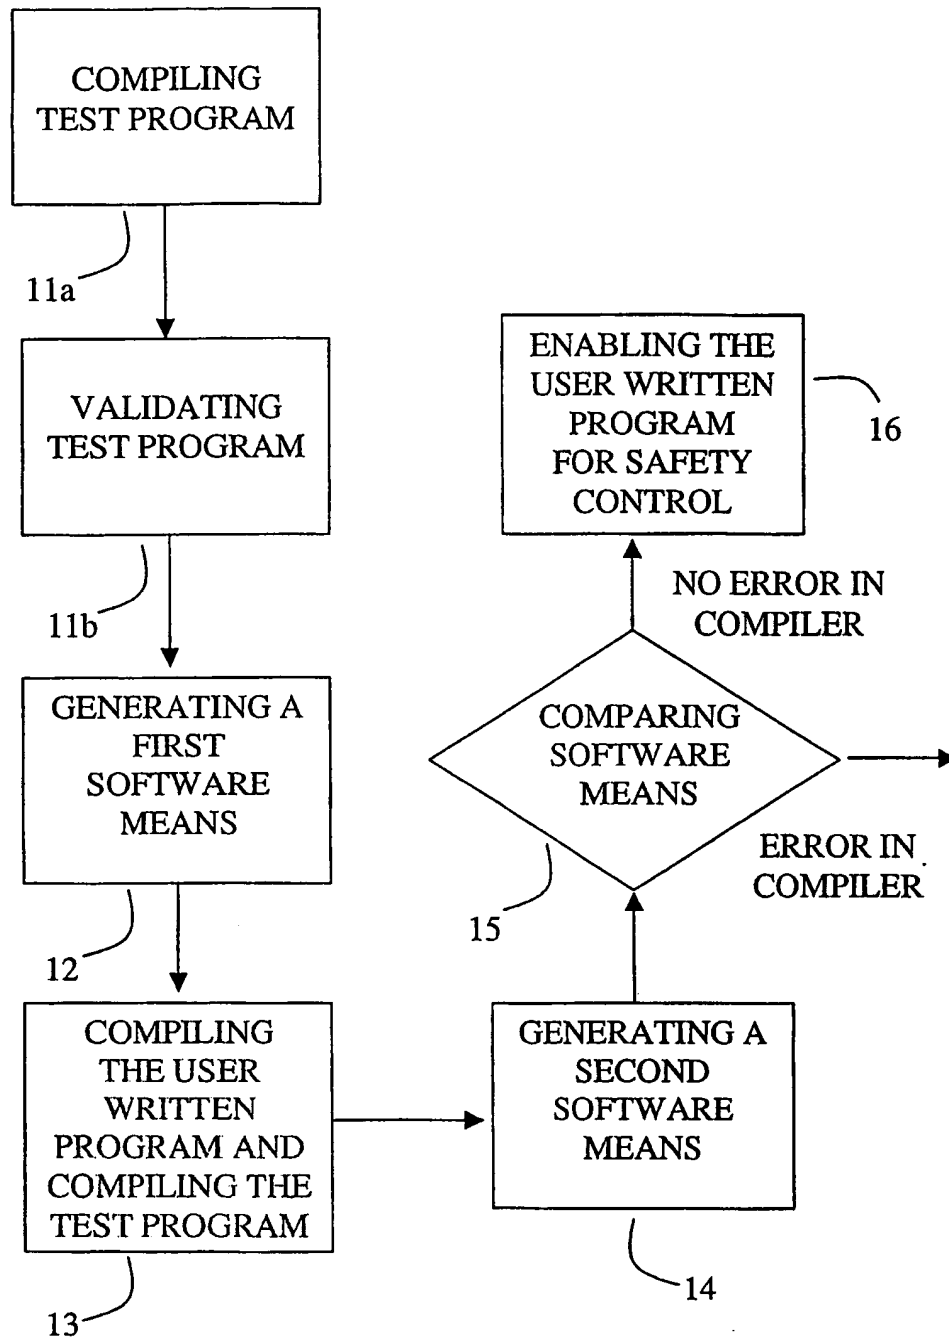 COMPILING
TEST PROGRAM
11a
VALIDATING
TEST PROGRAM
11b
GENERATING A
FIRST
SOFTWARE
MEANS
12
COMPILING
THE USER
WRITTEN
PROGRAM AND
COMPILING THE
TEST PROGRAM
13
GENERATING A
SECOND
SOFTWARE
MEANS
14
COMPARING
SOFTWARE
MEANS
15
ERROR IN
COMPILER
NO ERROR IN
COMPILER
ENABLING THE
USER WRITTEN
PROGRAM
FOR SAFETY
CONTROL
16